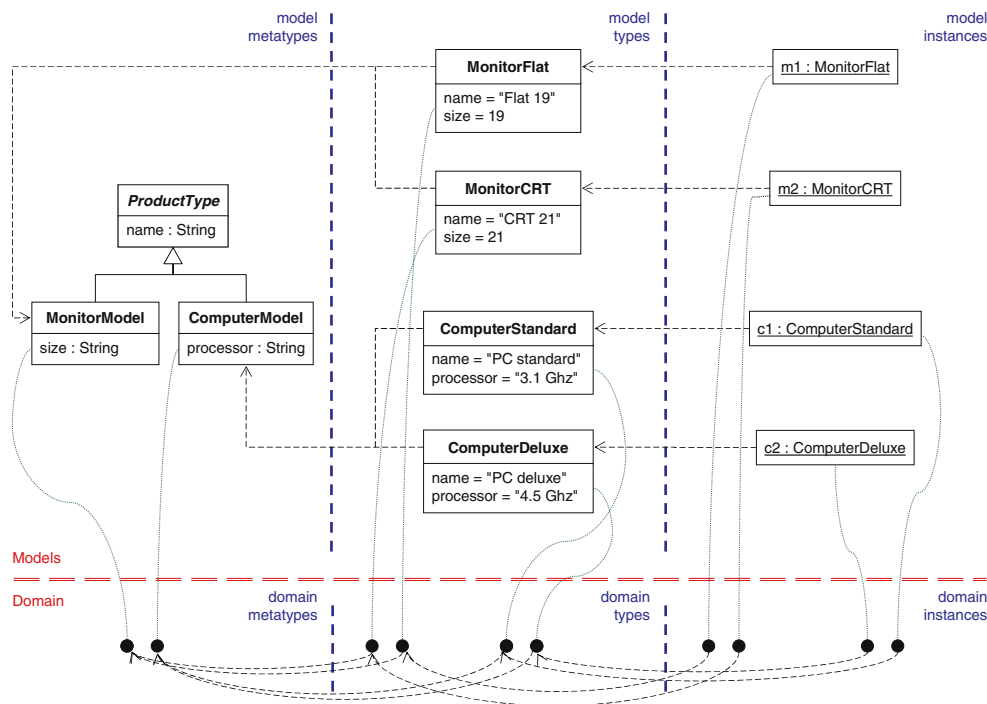 model
metatypes
model
types
model
instances
MonitorFlat
name = "Flat 19"
size = 19
m1 : MonitorFlat
MonitorCRT
name = "CRT 21"
size = 21
m2 : MonitorCRT
ProductType
name : String
MonitorModel
size : String
ComputerModel
processor : String
ComputerStandard
name = "PC standard"
processor = "3.1 Ghz"
c1 : ComputerStandard
ComputerDeluxe
name = "PC deluxe"
processor = "4.5 Ghz"
c2 : ComputerDeluxe
Models
Domain
domain
metatypes
domain
types
domain
instances